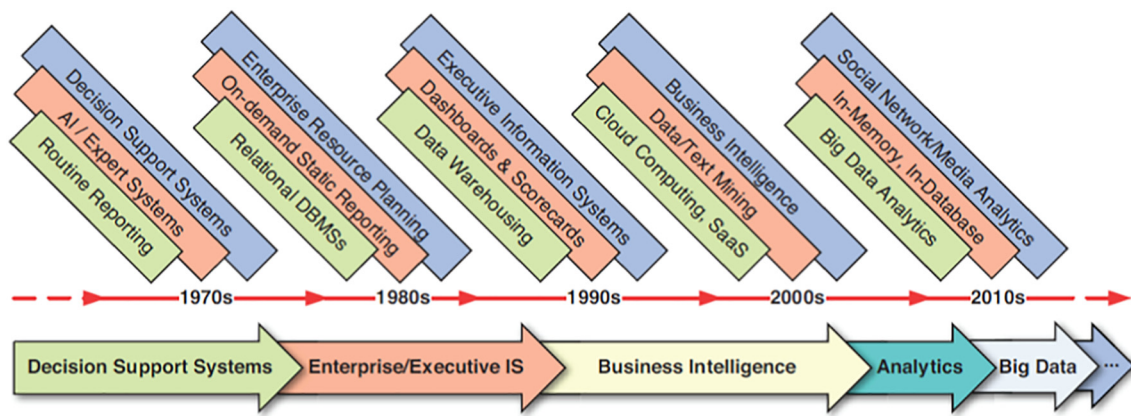 Decision Support Systems
AI / Expert Systems
Routine Reporting
Enterprise Resource Planning
On-demand Static Reporting
Relational DBMSs
Executive Information Systems
Dashboards & Scorecards
Data Warehousing
Business Intelligence
Data/Text Mining
Cloud Computing, SaaS
Social Network/Media Analytics
In-Memory, In-Database
Big Data Analytics
1970s
1980s
1990s
2000s
2010s
Decision Support Systems
Enterprise/Executive IS
Business Intelligence
Analytics
Big Data
...